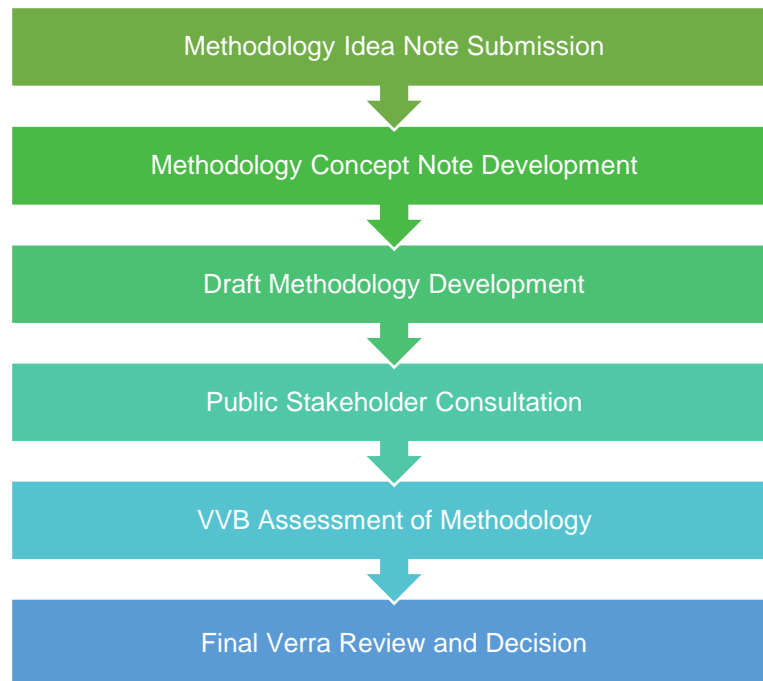 Methodology Idea Note Submission
Methodology Concept Note Development
Draft Methodology Development
Public Stakeholder Consultation
VVB Assessment of Methodology
Final Verra Review and Decision